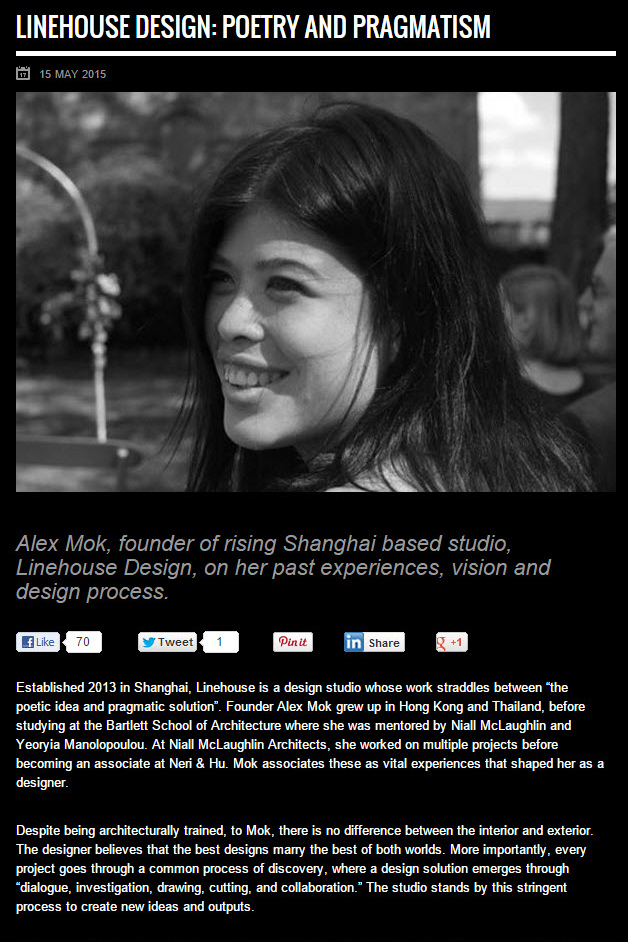 LINEHOUSE DESIGN: POETRY AND PRAGMATISM
17 15 MAY 2015
Alex Mok, founder of rising Shanghai based studio,
Linehouse Design, on her past experiences, vision and
design process.
f Like 70 Tweet 1 Pin it in Share g +1
Established 2013 in Shanghai, Linehouse is a design studio whose work straddles between “the
poetic idea and pragmatic solution”. Founder Alex Mok grew up in Hong Kong and Thailand, before
studying at the Bartlett School of Architecture where she was mentored by Niall McLaughlin and
Yeoryia Manolopoulou. At Niall McLaughlin Architects, she worked on multiple projects before
becoming an associate at Neri & Hu. Mok associates these as vital experiences that shaped her as a
designer.
Despite being architecturally trained, to Mok, there is no difference between the interior and exterior.
The designer believes that the best designs marry the best of both worlds. More importantly, every
project goes through a common process of discovery, where a design solution emerges through
“dialogue, investigation, drawing, cutting, and collaboration.” The studio stands by this stringent
process to create new ideas and outputs.